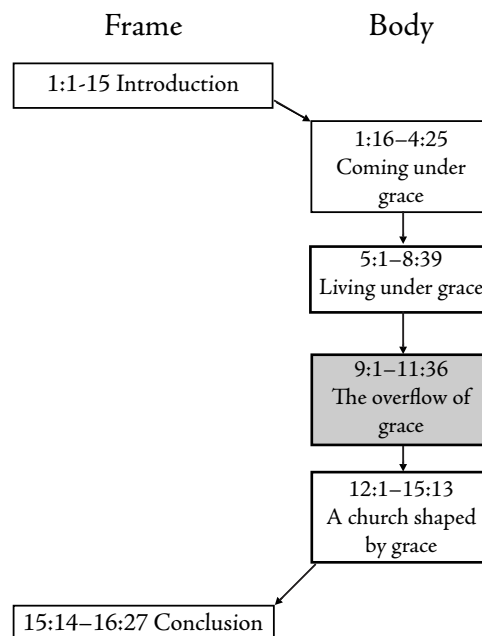 Frame Body
1:1-15 Introduction
1:16–4:25
Coming under
grace
5:1–8:39
Living under grace
9:1–11:36
The overflow of
grace
12:1–15:13
A church shaped
by grace
15:14–16:27 Conclusion